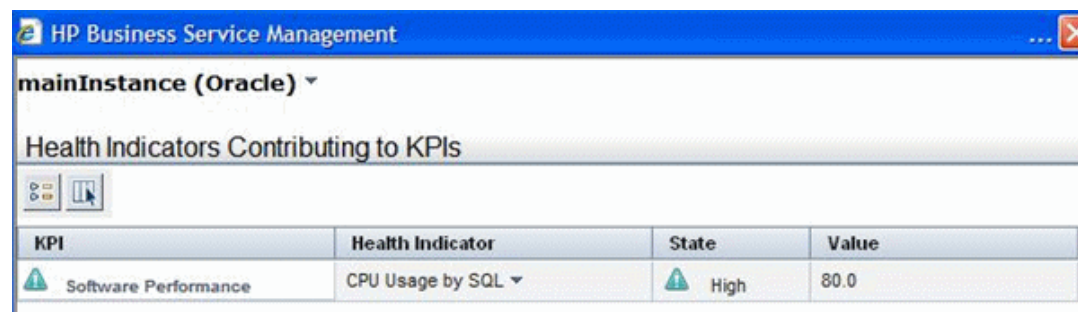 HP Business Service Management ...
mainInstance (Oracle)
Health Indicators Contributing to KPIs
KPI Health Indicator State Value
Software Performance CPU Usage by SQL High 80.0